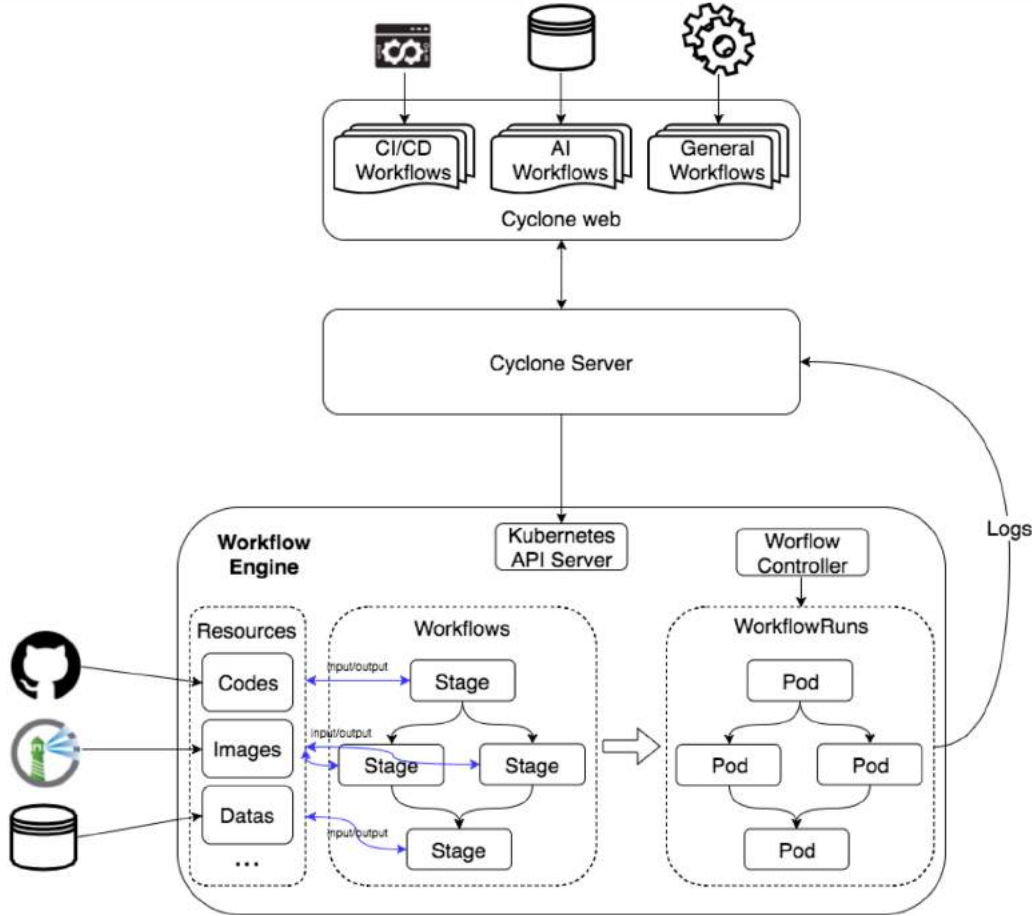 CI/CD
Workflows
AI
Workflows
General
Workflows
Cyclone web
Cyclone Server
Logs
Workflow
Engine
Kubernetes
API Server
Worflow
Controller
Resources
Codes
Images
Datas
...
input/output
input/output
input/output
Workflows
Stage
Stage
Stage
Stage
WorkflowRuns
Pod
Pod
Pod
Pod